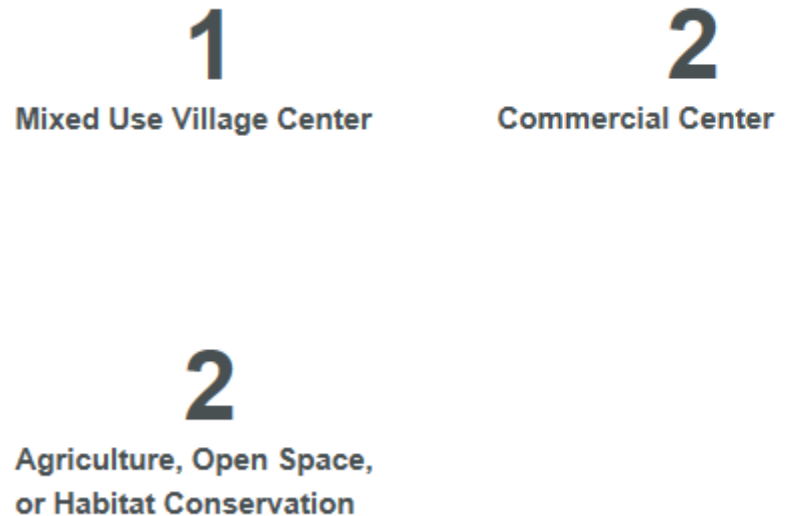 1
Mixed Use Village Center
2
Commercial Center
2
Agriculture, Open Space,
or Habitat Conservation